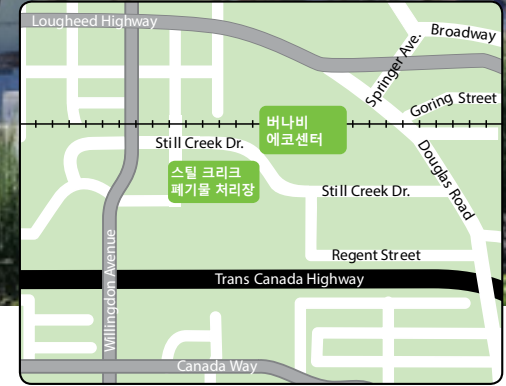 Lougheed Highway
Broadway
Springer Ave.
Goring Street
버나비
에코센터
Still Creek Dr.
스틸 크리크
폐기물 처리장
Still Creek Dr.
Douglas Road
Regent Street
Willingdon Avenue
Trans Canada Highway
Canada Way